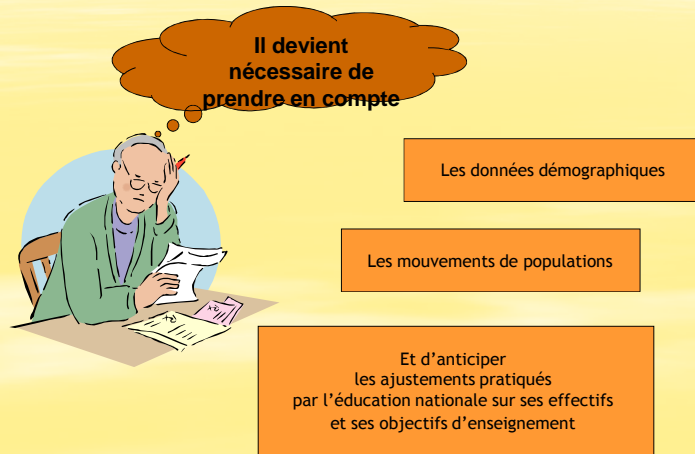 Il devient
nécessaire de
prendre en compte
Les données démographiques
Les mouvements de populations
Et d’anticiper
les ajustements pratiqués
par l’éducation nationale sur ses effectifs
et ses objectifs d’enseignement